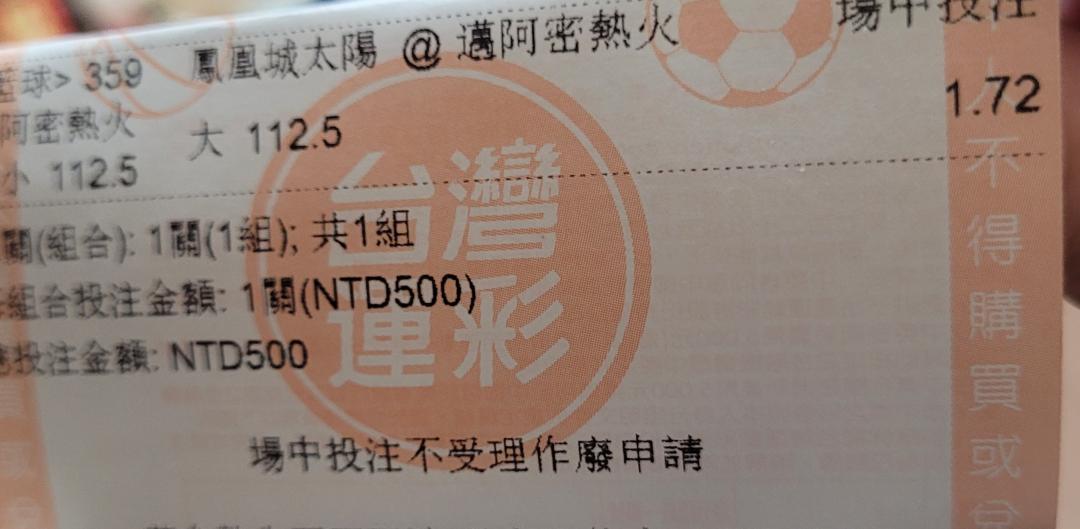 籃球> 359 鳳凰城太陽 @ 邁阿密熱火 場中投注
阿密熱火 大 112.5 1.72
小 112.5
關(組合): 1關(1組); 共1組
組合投注金額: 1關(NTD500)
總投注金額: NTD500
場中投注不受理作廢申請
台灣
運彩
不得購買或